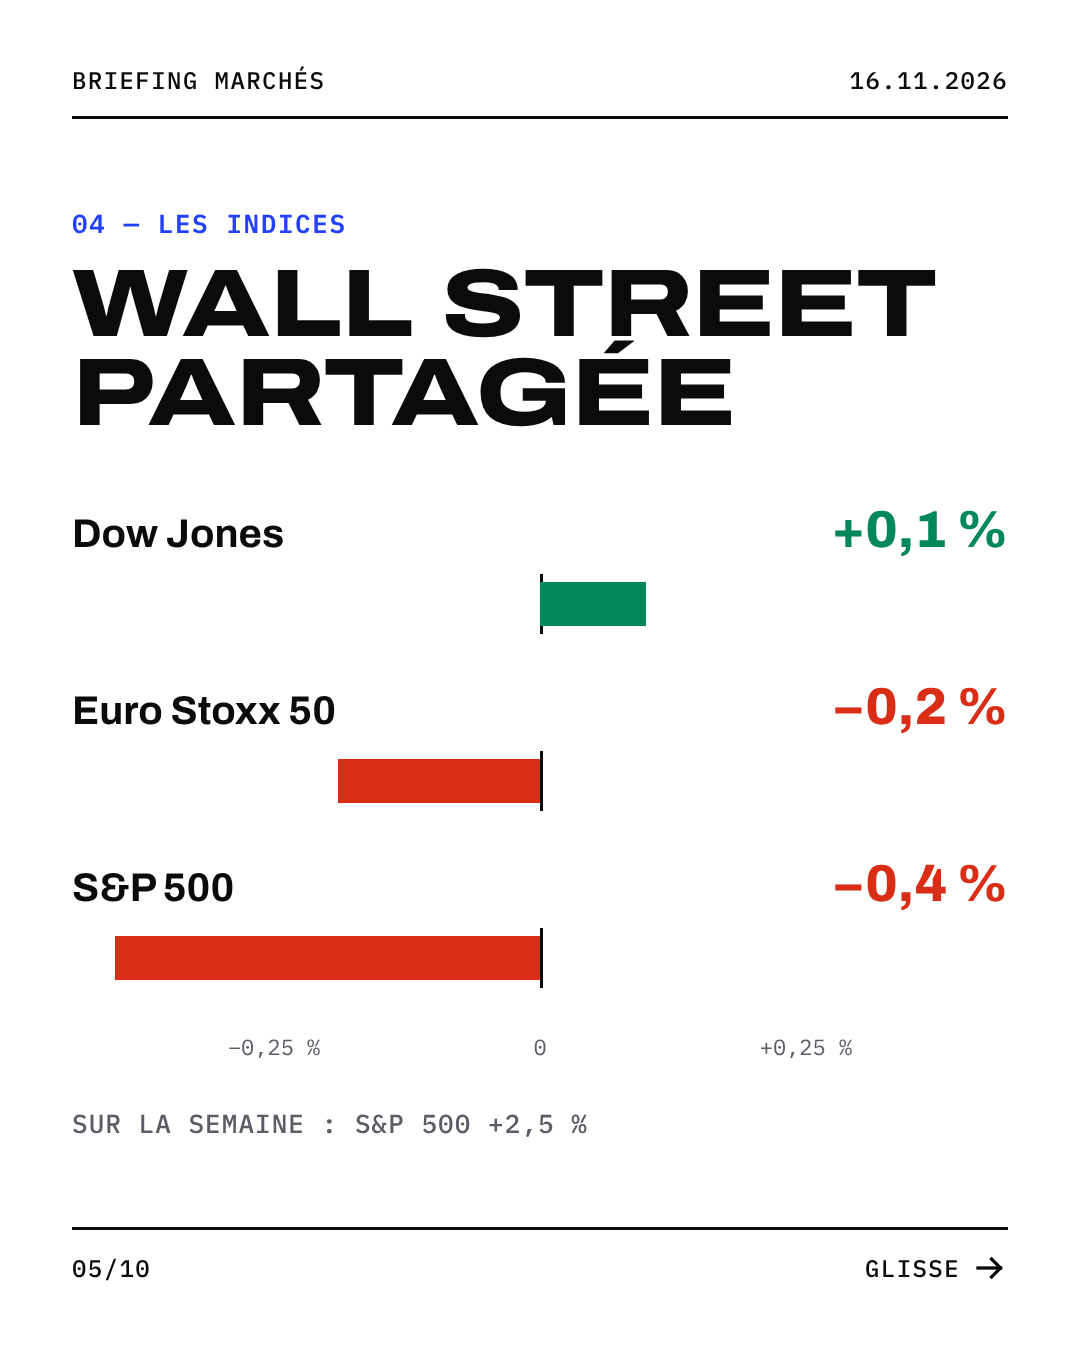 BRIEFING MARCHÉS 16.11.2026
04 — LES INDICES
WALL STREET
PARTAGÉE
Dow Jones +0,1 %
Euro Stoxx 50 −0,2 %
S&P 500 −0,4 %
−0,25 % 0 +0,25 %
SUR LA SEMAINE : S&P 500 +2,5 %
05/10 GLISSE →